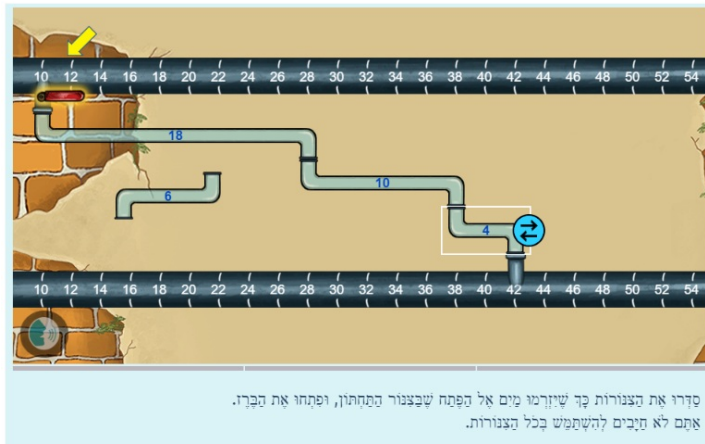 10 12 14 16 18 20 22 24 26 28 30 32 34 36 38 40 42 44 46 48 50 52 54
18
10
6
4
10 12 14 16 18 20 22 24 26 28 30 32 34 36 38 40 42 44 46 48 50 52 54
סַדְּרוּ אֶת הַצִּנּוֹרוֹת כָּךְ שֶׁיִּזְרְמוּ מַיִם אֶל הַפֶּתַח שֶׁבַּצִּנּוֹר הַתַּחְתּוֹן, וּפִתְחוּ אֶת הַבֶּרֶז.
אַתֶּם לֹא חַיָּבִים לְהִשְׁתַּמֵּשׁ בְּכֹל הַצִּנּוֹרוֹת.